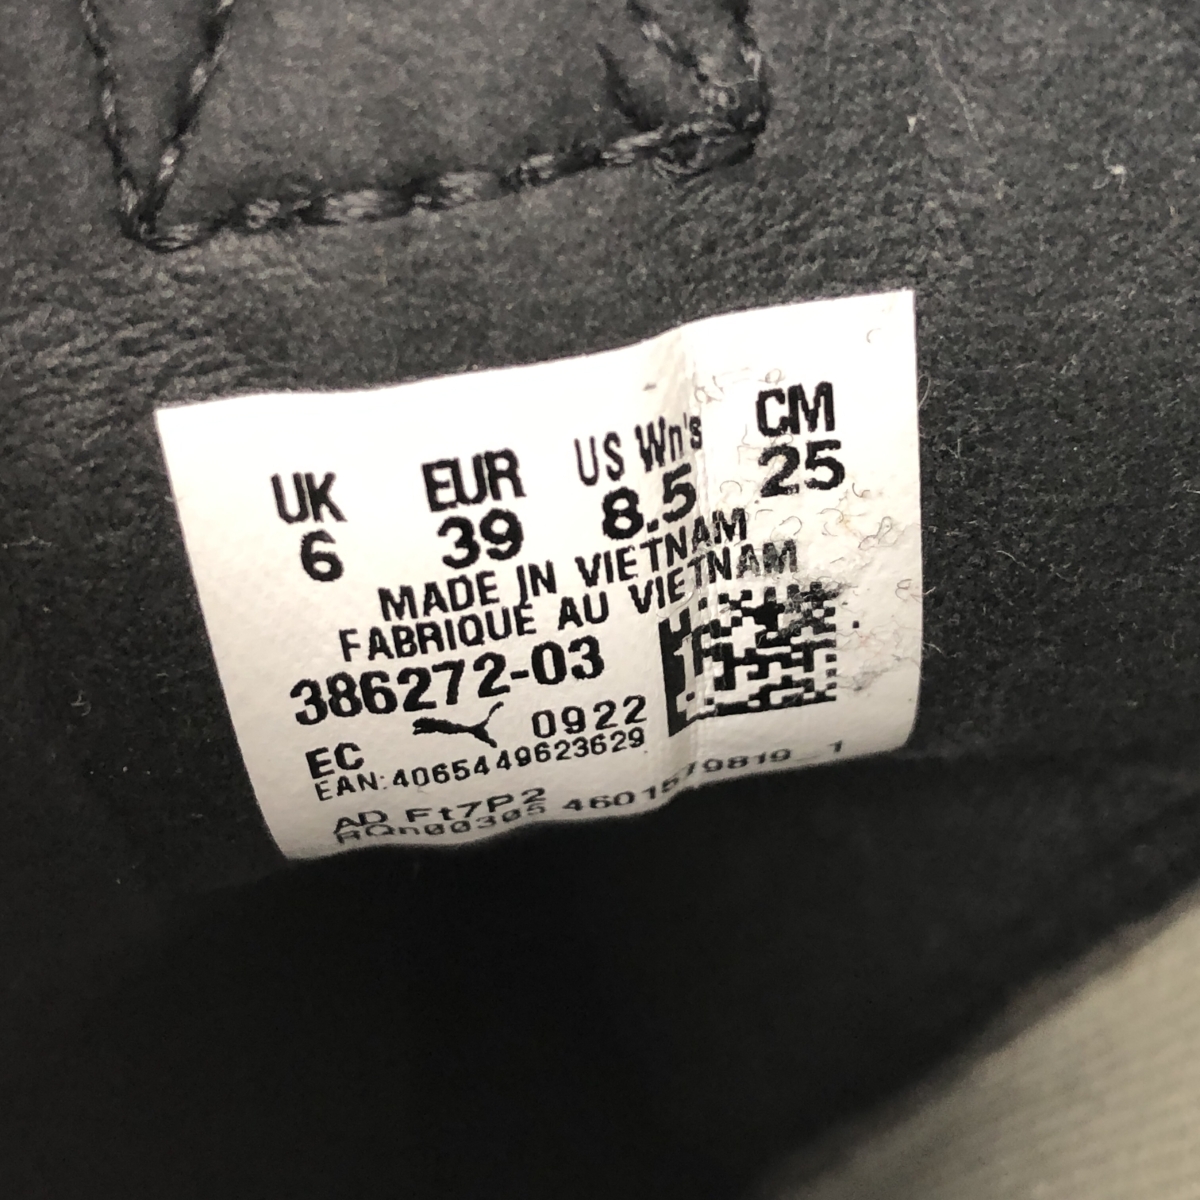 UK EUR US Wn's CM
6 39 8.5 25
MADE IN VIETNAM
FABRIQUE AU VIETNAM
386272-03
EC 0922
EAN:4065449623629
AD Ft7P2
RQn00305